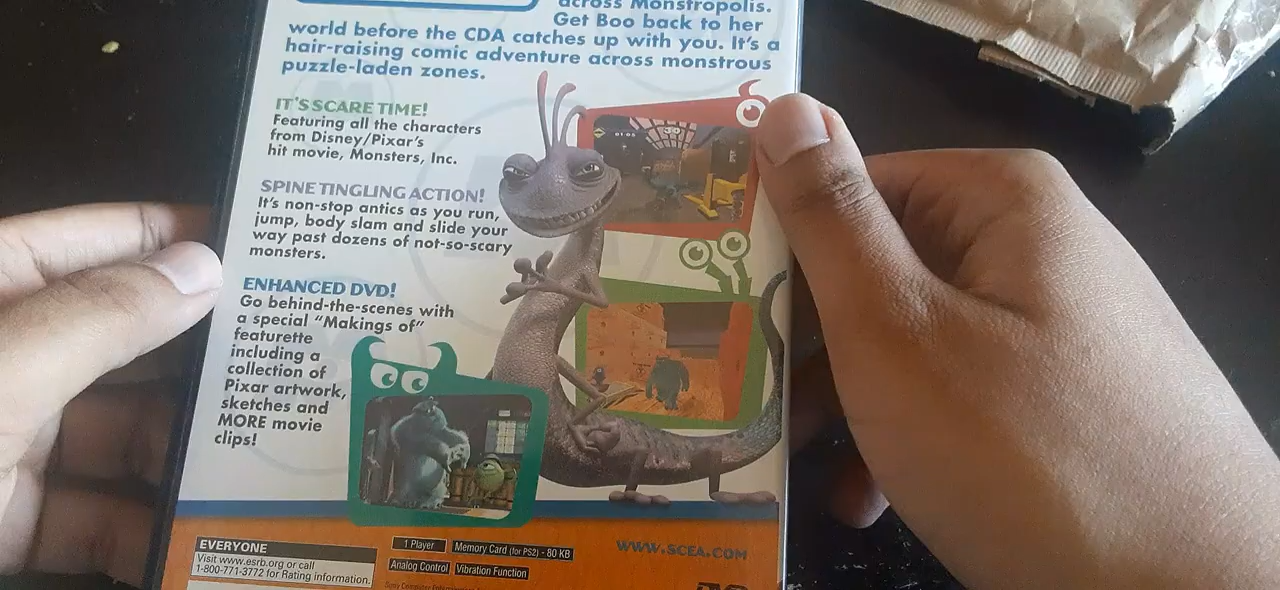 across Monstropolis.
Get Boo back to her
world before the CDA catches up with you. It's a
hair-raising comic adventure across monstrous
puzzle-laden zones.
IT'S SCARE TIME!
Featuring all the characters
from Disney/Pixar's
hit movie, Monsters, Inc.
SPINE TINGLING ACTION!
It's non-stop antics as you run,
jump, body slam and slide your
way past dozens of not-so-scary
monsters.
ENHANCED DVD!
Go behind-the-scenes with
a special "Makings of"
featurette
including a
collection of
Pixar artwork,
sketches and
MORE movie
clips!
EVERYONE
Visit www.esrb.org or call
1-800-771-3772 for Rating information.
1 Player
Memory Card (for PS2) - 80 KB
Analog Control
Vibration Function
WWW.SCEA.COM
Sony Computer